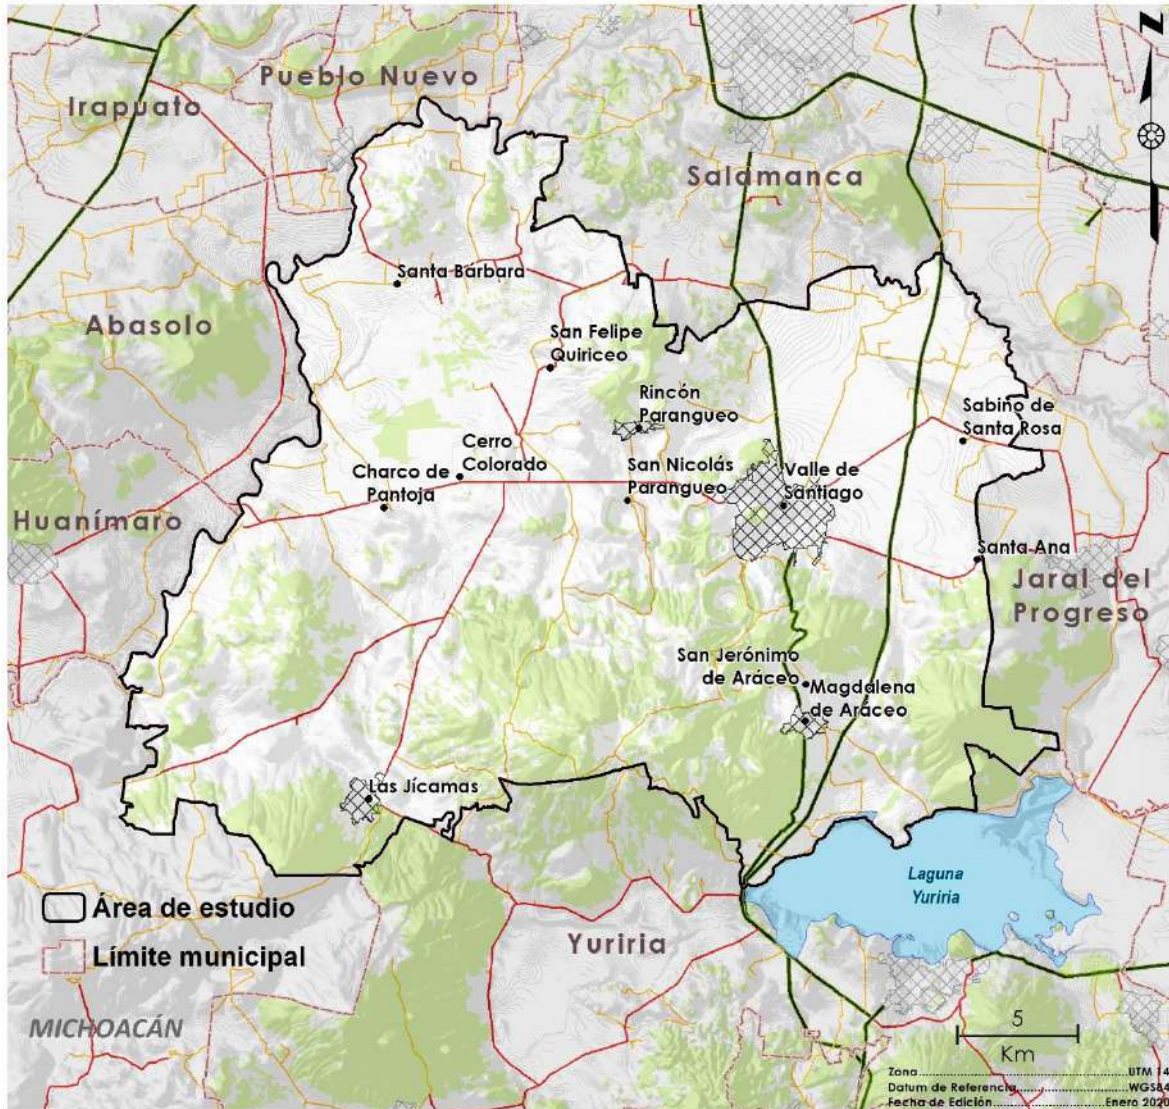 Pueblo Nuevo
Irapuato
Salamanca
Santa Bárbara
Abasolo
San Felipe
Quiriceo
Rincón
Parangueo
Sabino de
Santa Rosa
Cerro
Colorado
San Nicolás
Parangueo
Valle de
Santiago
Charco de
Pantoja
Huanímaro
Santa Ana
Jaral del
Progreso
San Jerónimo
de Aráceo
Magdalena
de Aráceo
Las Jícamas
Laguna
Yuriria
Área de estudio
Límite municipal
Yuriria
MICHOACÁN
5
Km
Zona UTM 14
Datum de Referencia WGS84
Fecha de Edición Enero 2020
N